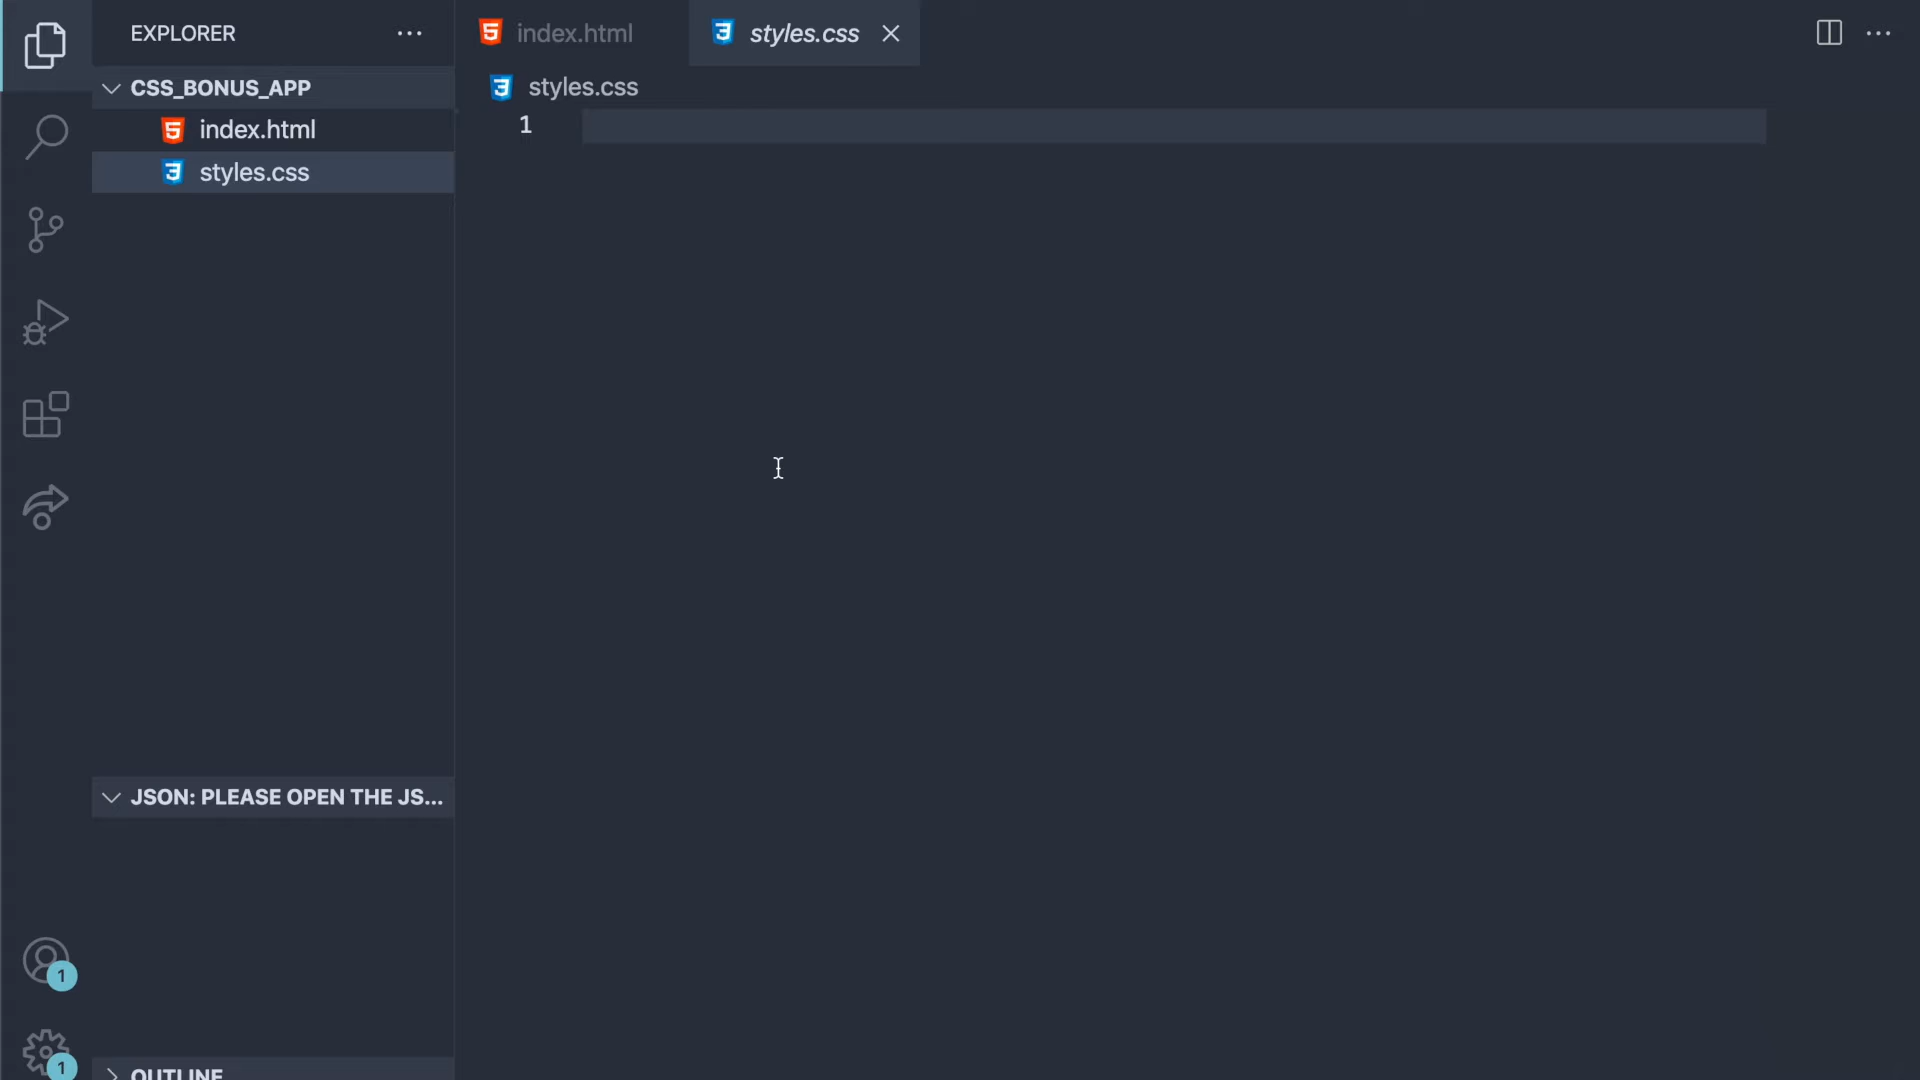 EXPLORER
index.html
styles.css
CSS_BONUS_APP
styles.css
index.html
1
styles.css
JSON: PLEASE OPEN THE JS...
1
1
OUTLINE